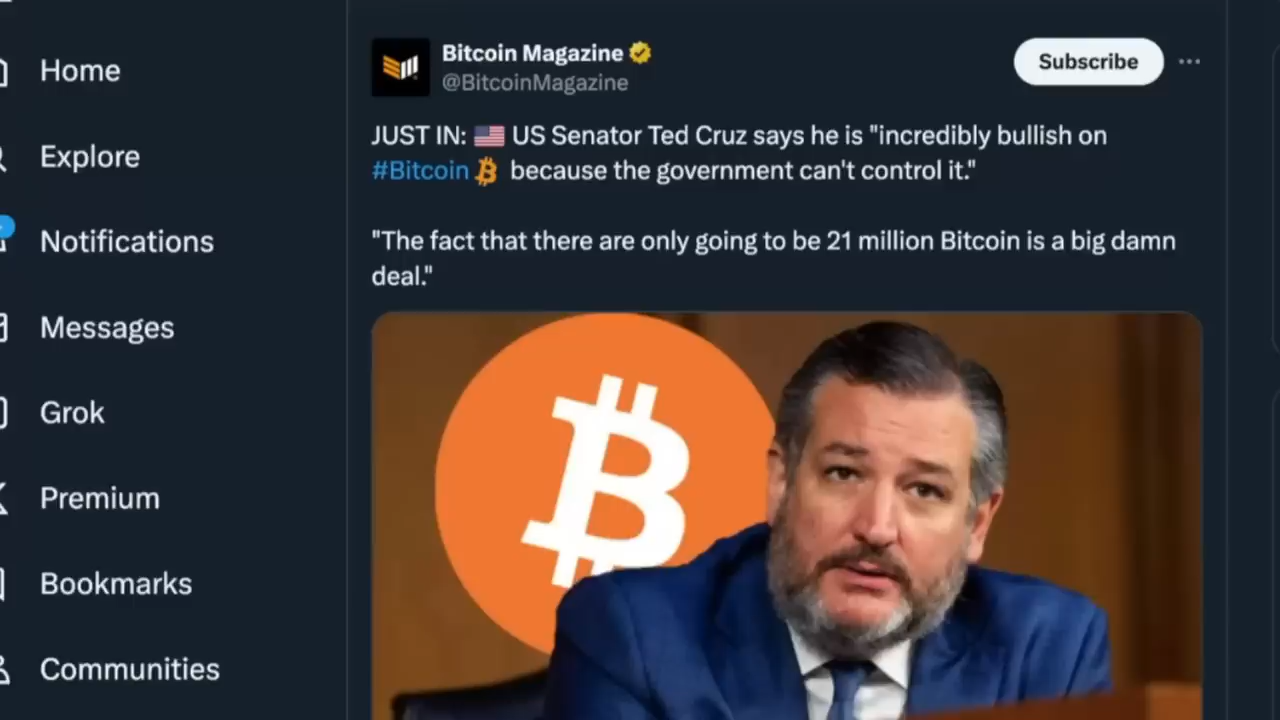 Home
Explore
Notifications
Messages
Grok
Premium
Bookmarks
Communities
Bitcoin Magazine
@BitcoinMagazine
Subscribe
JUST IN: 🇺🇸 US Senator Ted Cruz says he is "incredibly bullish on
#Bitcoin because the government can't control it."
"The fact that there are only going to be 21 million Bitcoin is a big damn
deal."